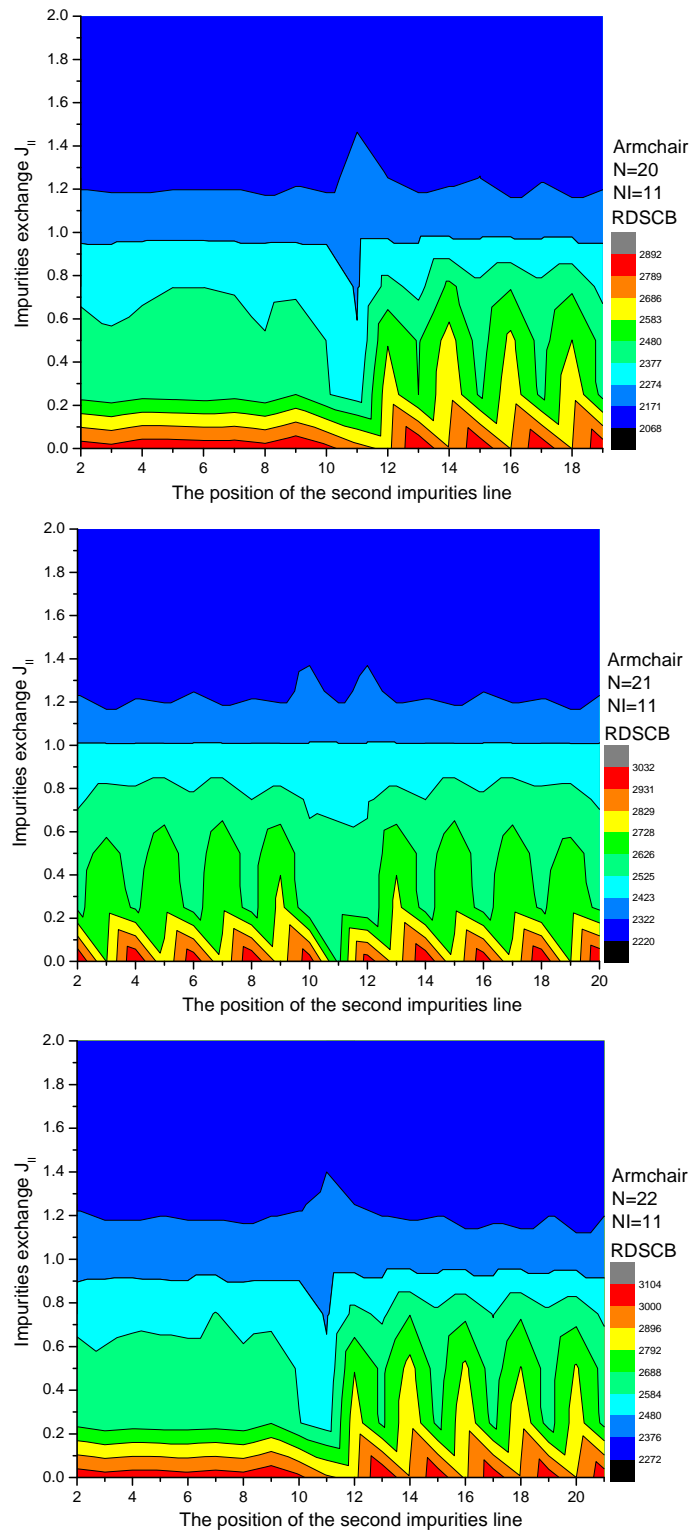 2.0
1.8
1.6
1.4
1.2
1.0
0.8
0.6
0.4
0.2
0.0
Impurities exchange J_II
2 4 6 8 10 12 14 16 18
The position of the second impurities line
Armchair
N=20
NI=11
RDSCB
2892
2789
2686
2583
2480
2377
2274
2171
2068
2.0
1.8
1.6
1.4
1.2
1.0
0.8
0.6
0.4
0.2
0.0
Impurities exchange J_II
2 4 6 8 10 12 14 16 18 20
The position of the second impurities line
Armchair
N=21
NI=11
RDSCB
3032
2931
2829
2728
2626
2525
2423
2322
2220
2.0
1.8
1.6
1.4
1.2
1.0
0.8
0.6
0.4
0.2
0.0
Impurities exchange J_II
2 4 6 8 10 12 14 16 18 20
The position of the second impurities line
Armchair
N=22
NI=11
RDSCB
3104
3000
2896
2792
2688
2584
2480
2376
2272